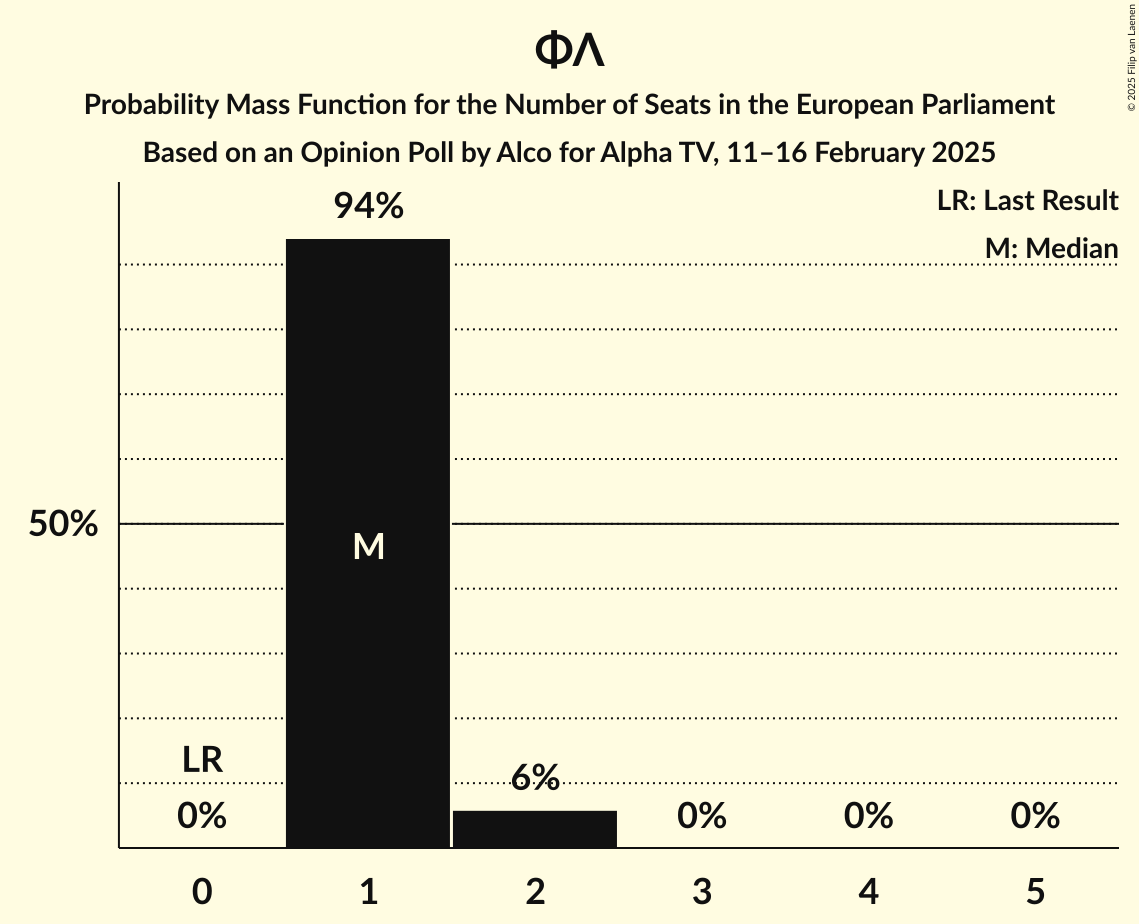 ΦΛ
Probability Mass Function for the Number of Seats in the European Parliament
Based on an Opinion Poll by Alco for Alpha TV, 11–16 February 2025
© 2025 Filip van Laenen
LR: Last Result
M: Median
94%
50%
M
LR
0%
6%
0%
0%
0%
0
1
2
3
4
5